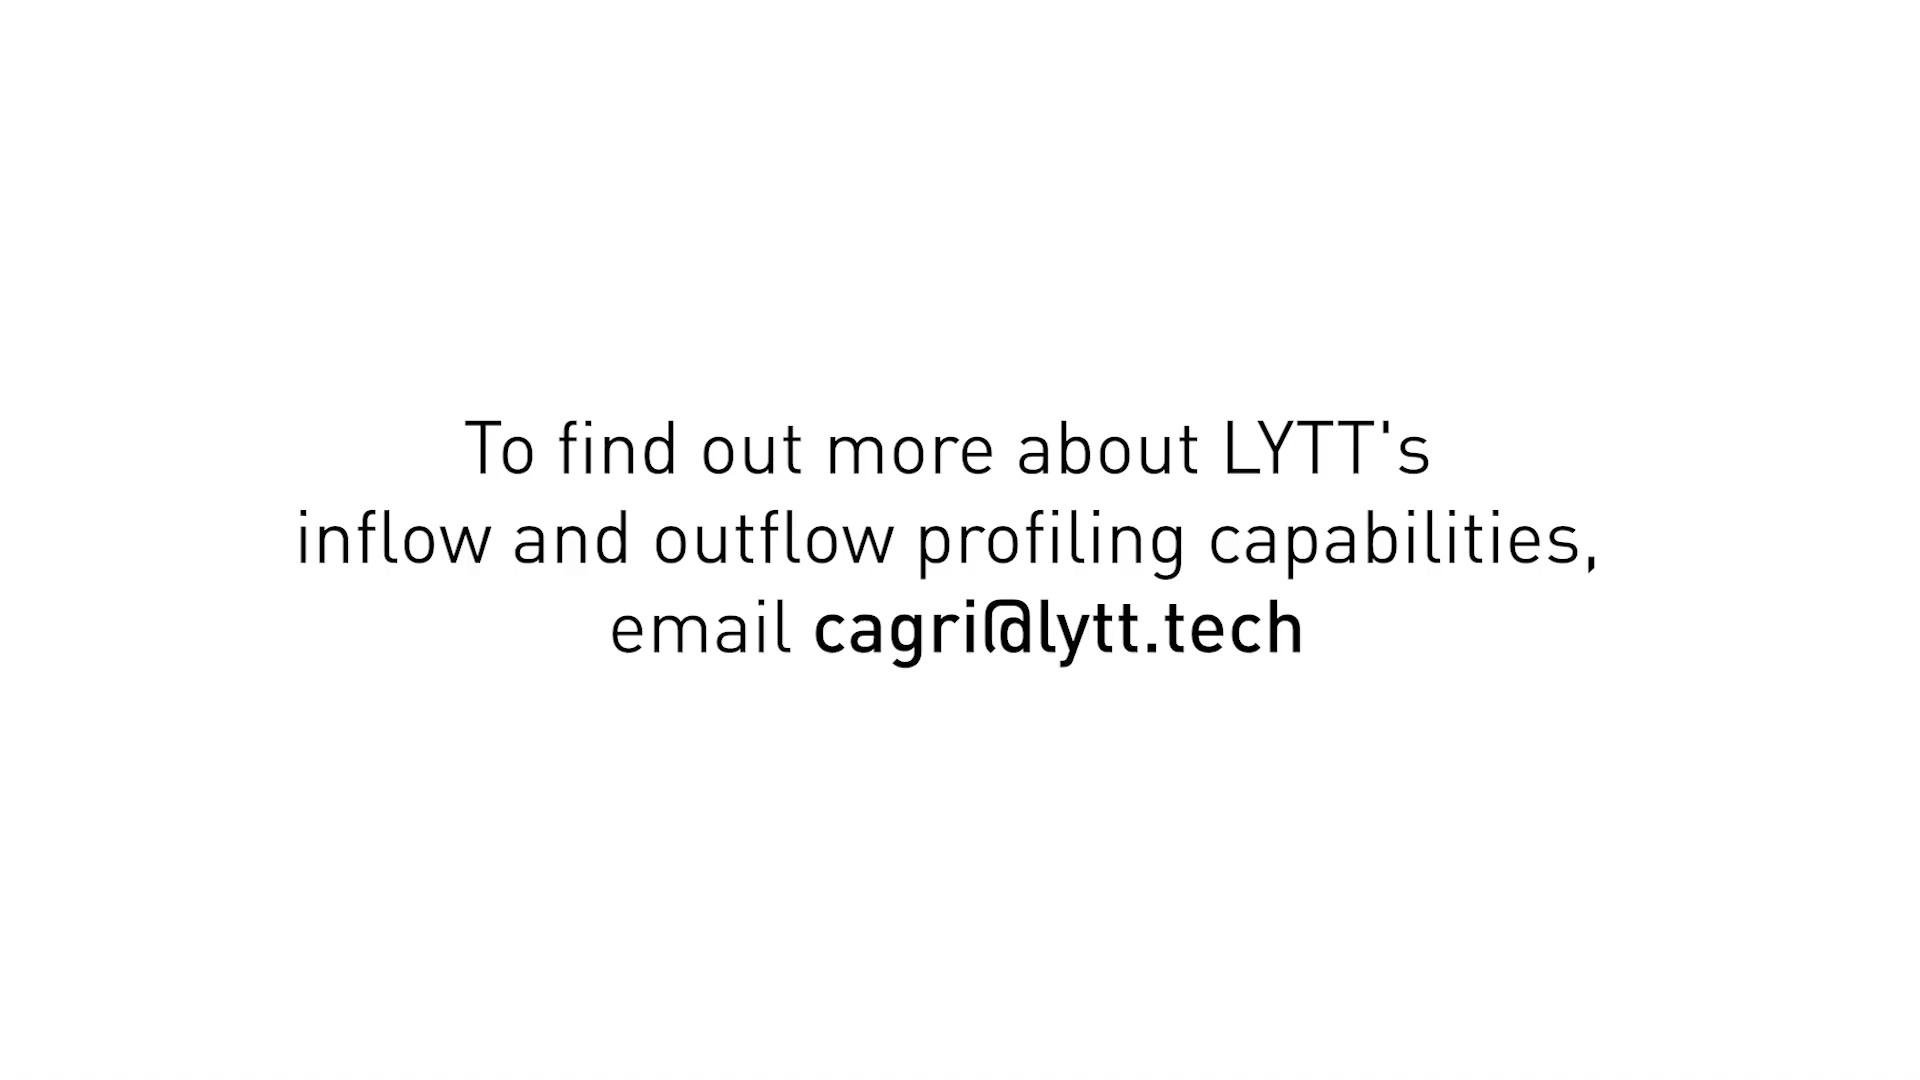 To find out more about LYTT's
inflow and outflow profiling capabilities,
email cagri@lytt.tech